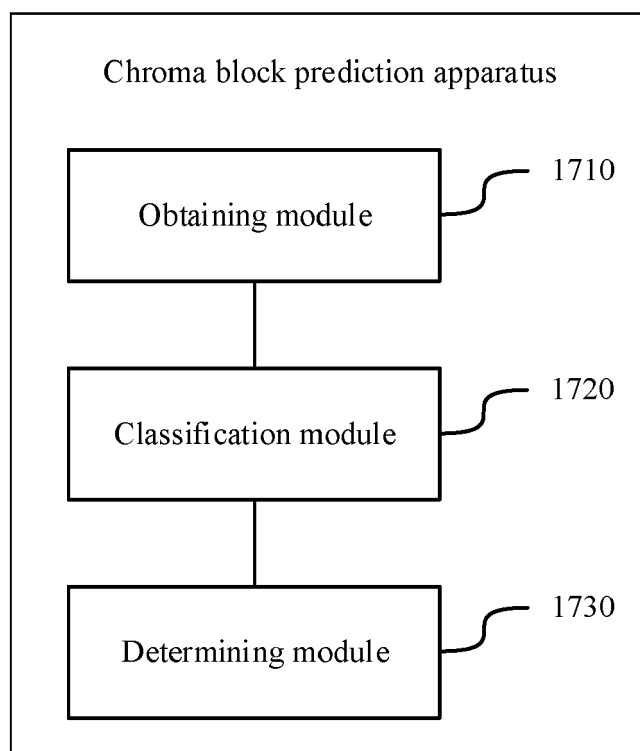 Chroma block prediction apparatus
1710
Obtaining module
1720
Classification module
1730
Determining module